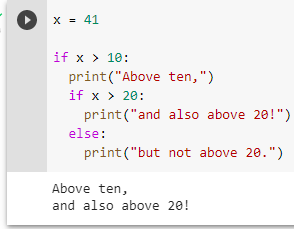 x = 41
if x > 10:
  print("Above ten,")
  if x > 20:
    print("and also above 20!")
  else:
    print("but not above 20.")
Above ten,
and also above 20!